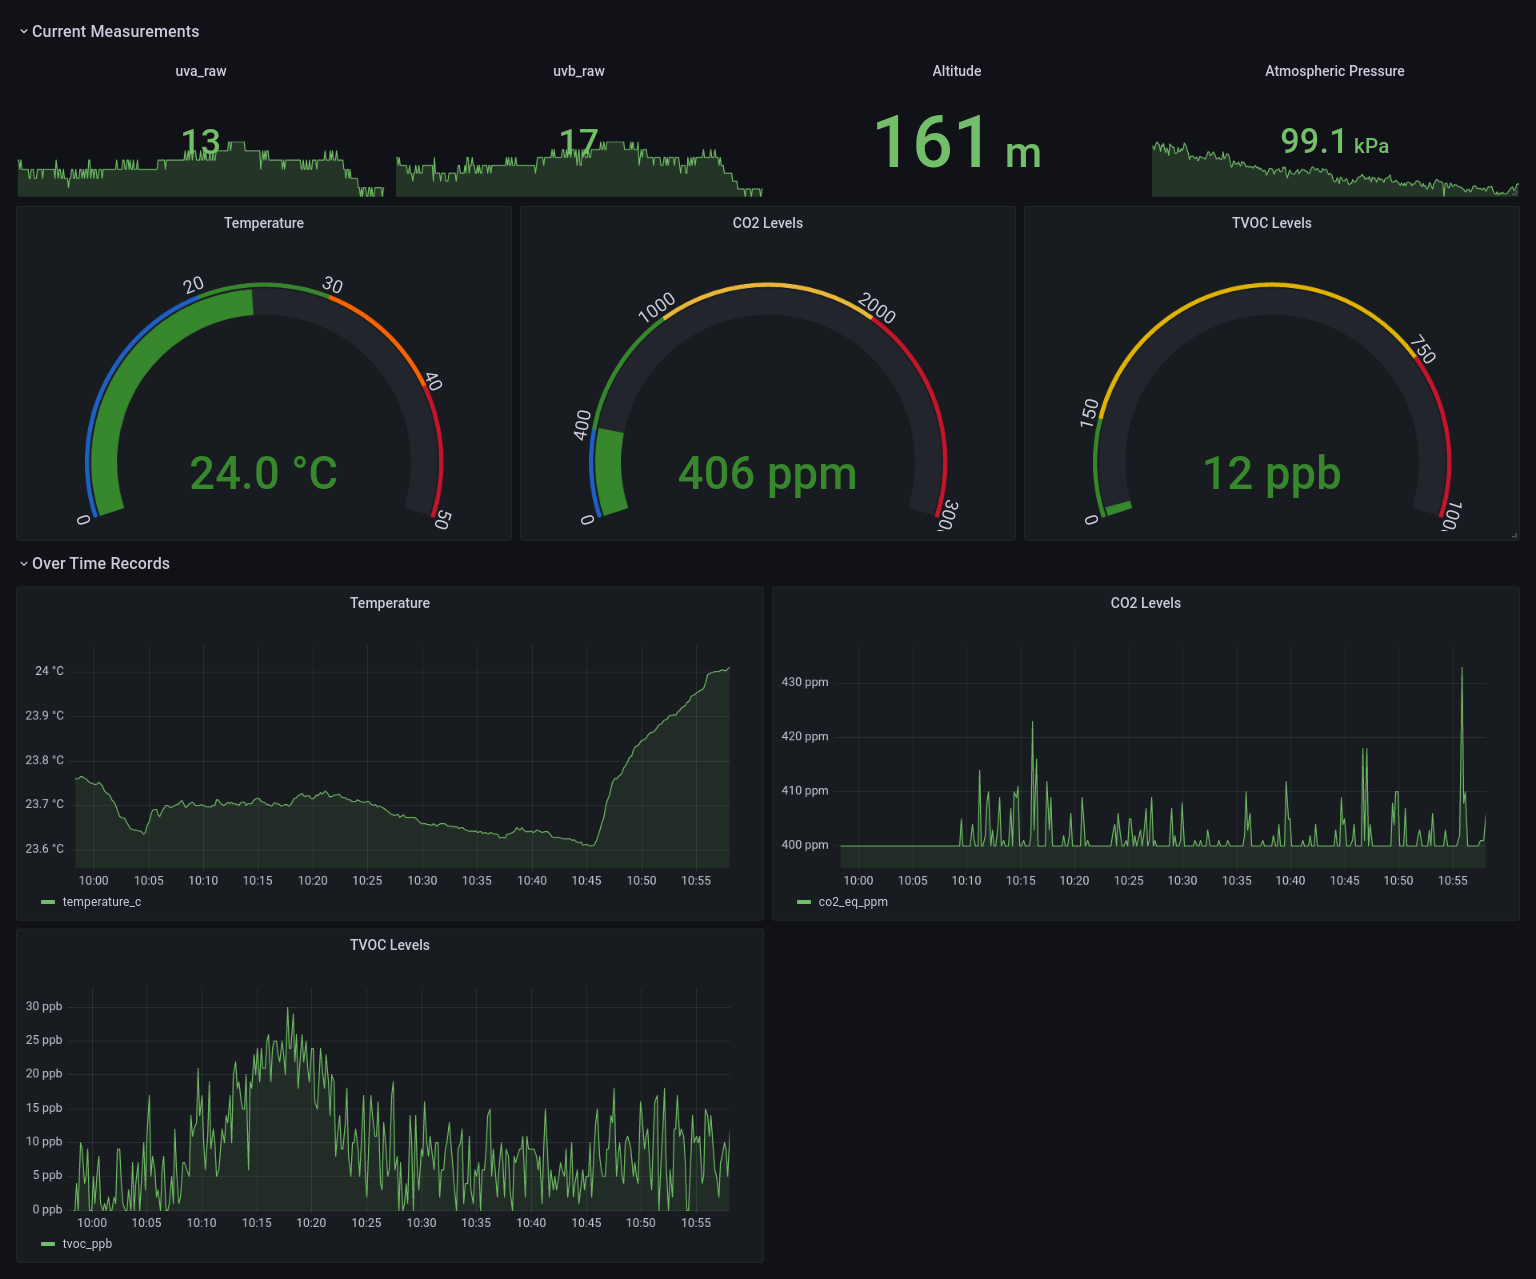 Current Measurements
uva_raw
uvb_raw
Altitude
Atmospheric Pressure
13
17
161 m
99.1 kPa
Temperature
CO2 Levels
TVOC Levels
0
20
30
40
50
24.0 °C
0
400
1000
2000
300
406 ppm
0
150
750
100
12 ppb
Over Time Records
Temperature
24 °C
23.9 °C
23.8 °C
23.7 °C
23.6 °C
10:00 10:05 10:10 10:15 10:20 10:25 10:30 10:35 10:40 10:45 10:50 10:55
temperature_c
CO2 Levels
430 ppm
420 ppm
410 ppm
400 ppm
10:00 10:05 10:10 10:15 10:20 10:25 10:30 10:35 10:40 10:45 10:50 10:55
co2_eq_ppm
TVOC Levels
30 ppb
25 ppb
20 ppb
15 ppb
10 ppb
5 ppb
0 ppb
10:00 10:05 10:10 10:15 10:20 10:25 10:30 10:35 10:40 10:45 10:50 10:55
tvoc_ppb